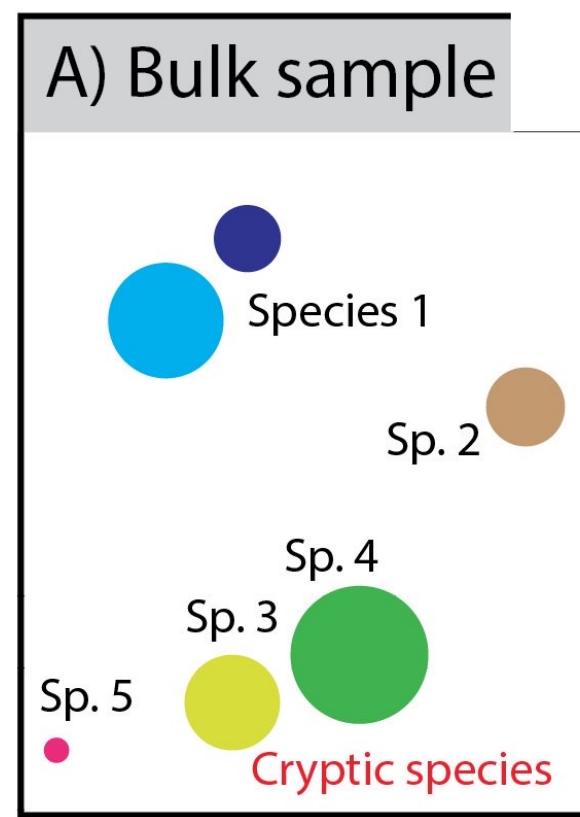 A) Bulk sample
Species 1
Sp. 2
Sp. 4
Sp. 3
Sp. 5
Cryptic species